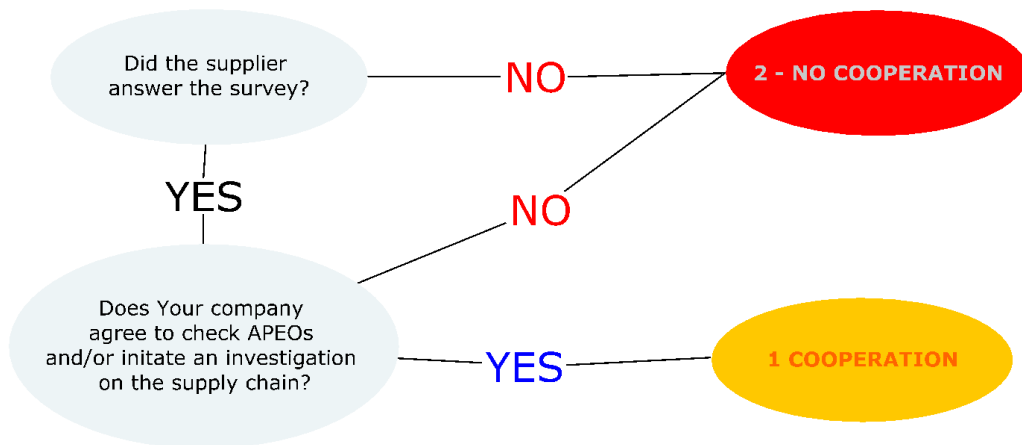 Did the supplier
answer the survey?
NO
2 - NO COOPERATION
YES
NO
Does Your company
agree to check APEOs
and/or initate an investigation
on the supply chain?
YES
1 COOPERATION